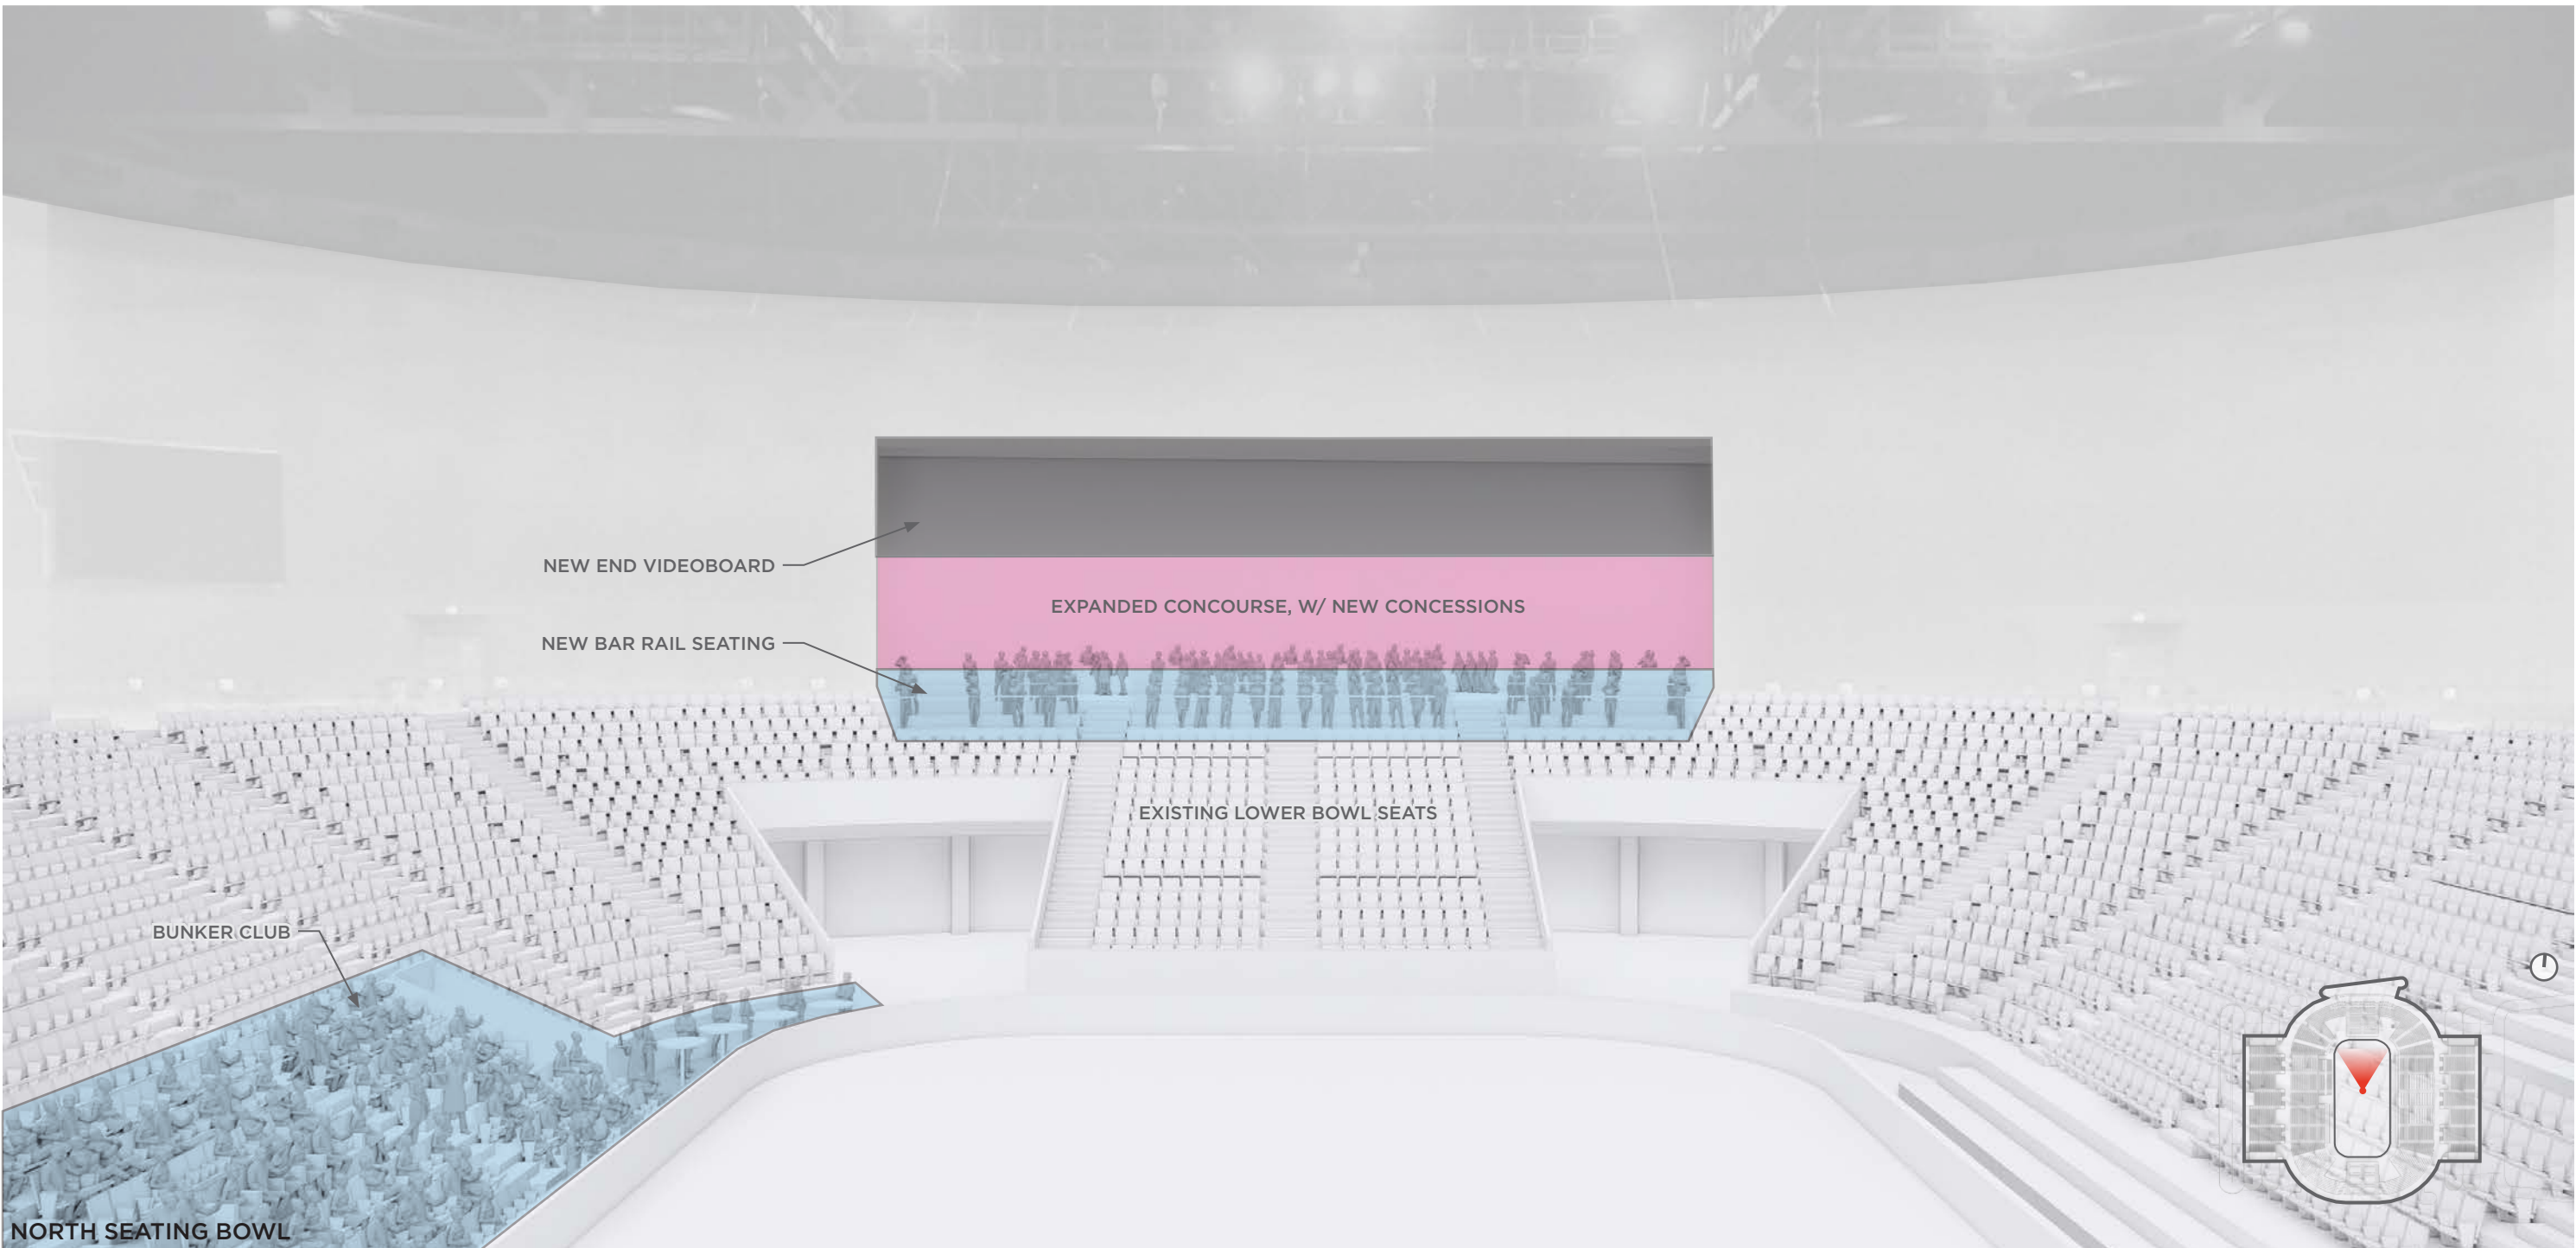 NEW END VIDEOBOARD
EXPANDED CONCOURSE, W/ NEW CONCESSIONS
NEW BAR RAIL SEATING
EXISTING LOWER BOWL SEATS
BUNKER CLUB
NORTH SEATING BOWL